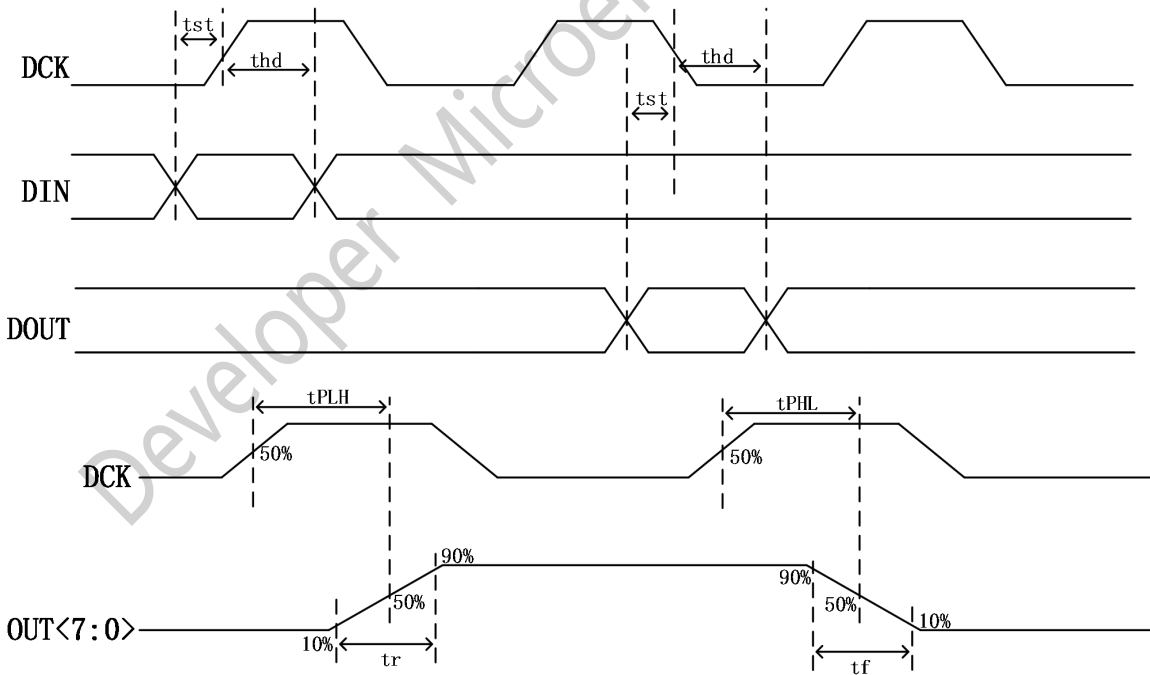 tst
thd
DCK
thd
tst
DIN
DOUT
tPLH
tPHL
50%
50%
DCK
90%
90%
50%
50%
OUT<7:0>
10%
10%
tr
tf
Developer Microe